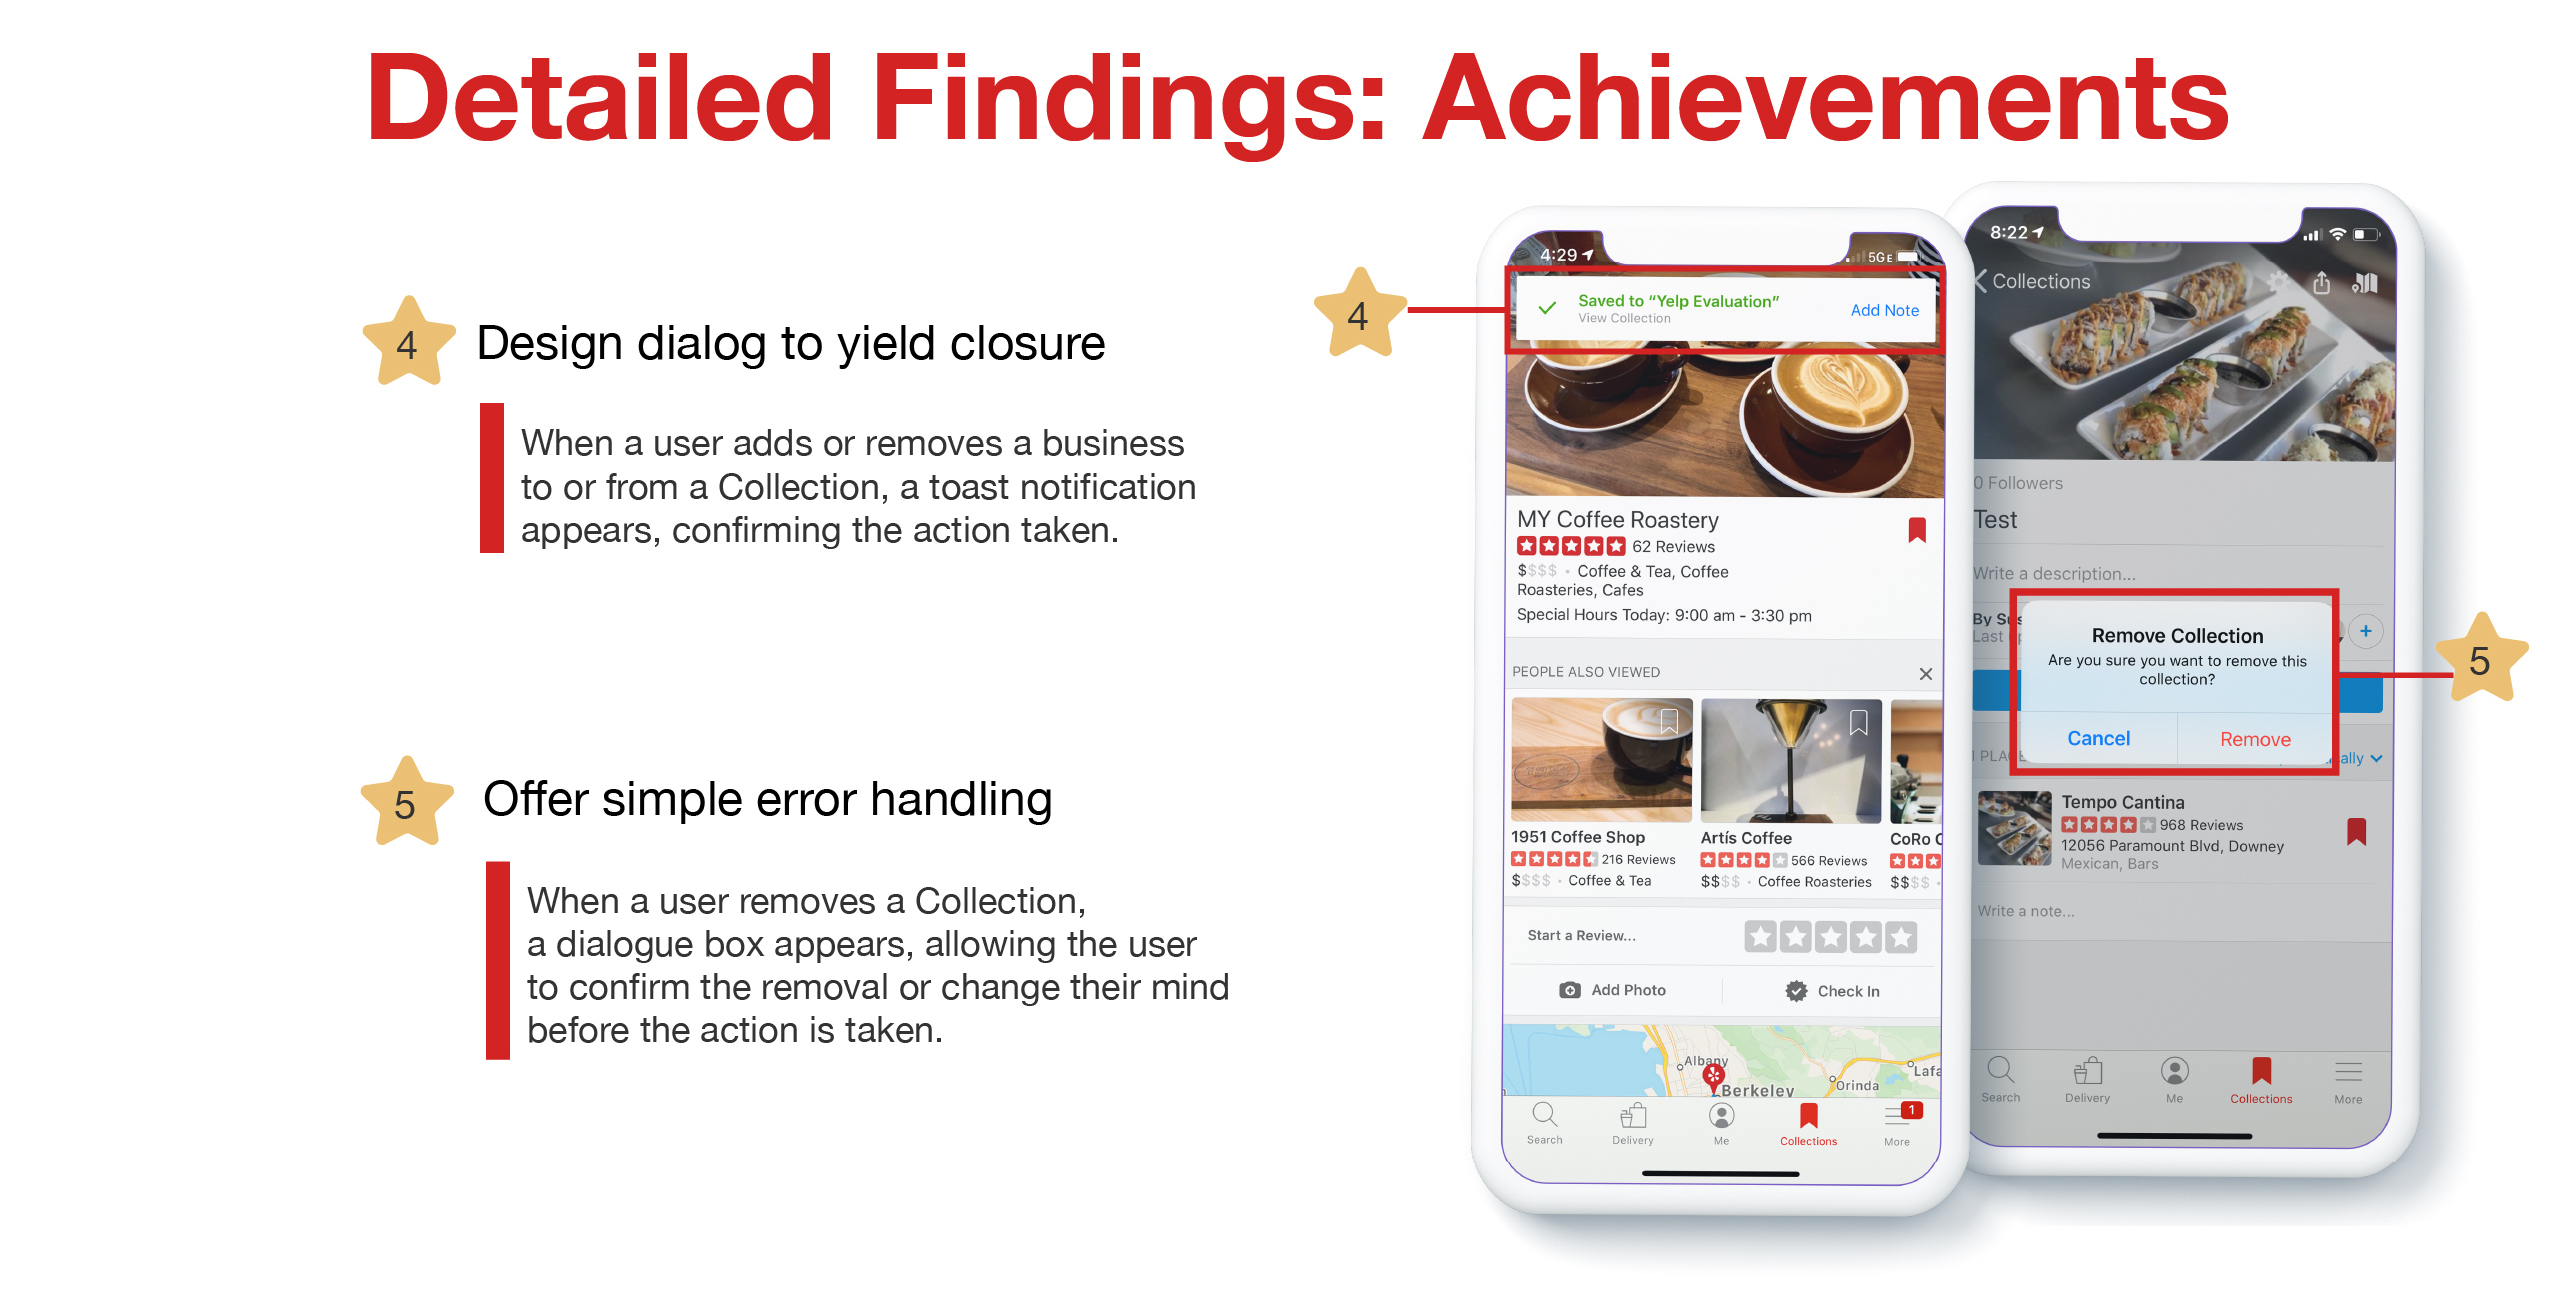 Detailed Findings: Achievements
4
Design dialog to yield closure
When a user adds or removes a business
to or from a Collection, a toast notification
appears, confirming the action taken.
5
Offer simple error handling
When a user removes a Collection,
a dialogue box appears, allowing the user
to confirm the removal or change their mind
before the action is taken.
4
4:29
5GE
Saved to “Yelp Evaluation”
View Collection
Add Note
MY Coffee Roastery
62 Reviews
$$$$ • Coffee & Tea, Coffee
Roasteries, Cafes
Special Hours Today: 9:00 am - 3:30 pm
PEOPLE ALSO VIEWED
1951 Coffee Shop
216 Reviews
$$$$ • Coffee & Tea
Artís Coffee
566 Reviews
$$$$ • Coffee Roasteries
CoRo C
$$$$ •
Start a Review...
Add Photo
Check In
Albany
Berkeley
Orinda
Lafa
Search
Delivery
Me
Collections
1
More
8:22
Collections
0 Followers
Test
Write a description...
By Sus
Last up
Remove Collection
Are you sure you want to remove this
collection?
Cancel
Remove
5
1 PLACE
cally
Tempo Cantina
968 Reviews
12056 Paramount Blvd, Downey
Mexican, Bars
Write a note...
Search
Delivery
Me
Collections
More